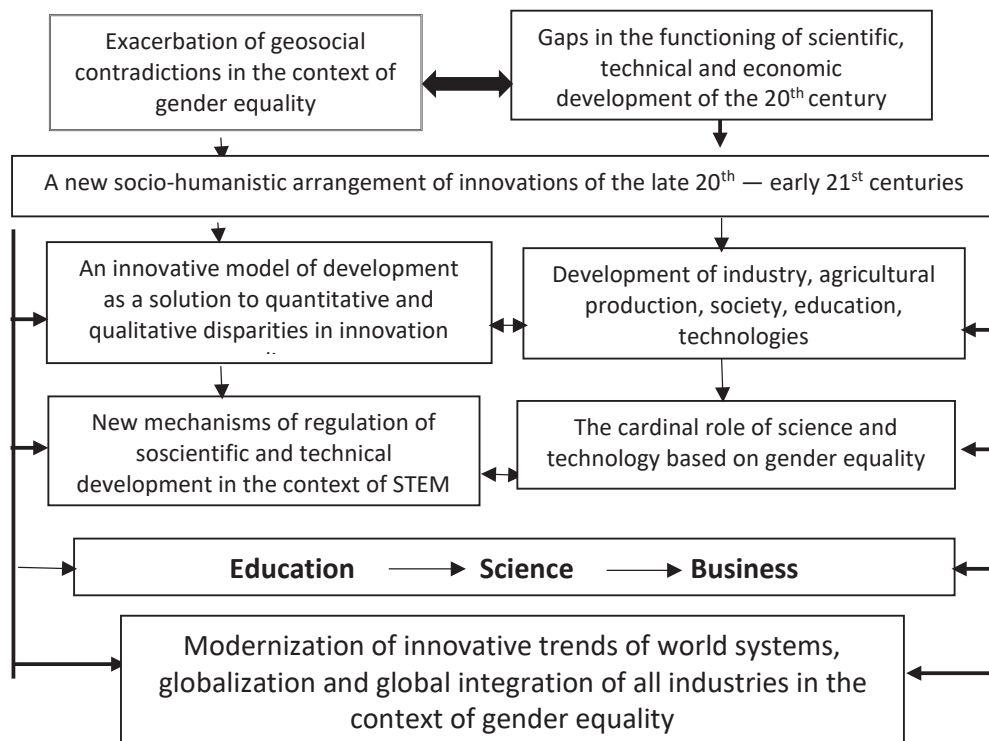 Exacerbation of geosocial
contradictions in the context of
gender equality
Gaps in the functioning of scientific,
technical and economic
development of the 20th century
A new socio-humanistic arrangement of innovations of the late 20th — early 21st centuries
An innovative model of development
as a solution to quantitative and
qualitative disparities in innovation
Development of industry, agricultural
production, society, education,
technologies
New mechanisms of regulation of
soscientific and technical
development in the context of STEM
The cardinal role of science and
technology based on gender equality
Education Science Business
Modernization of innovative trends of world systems,
globalization and global integration of all industries in the
context of gender equality